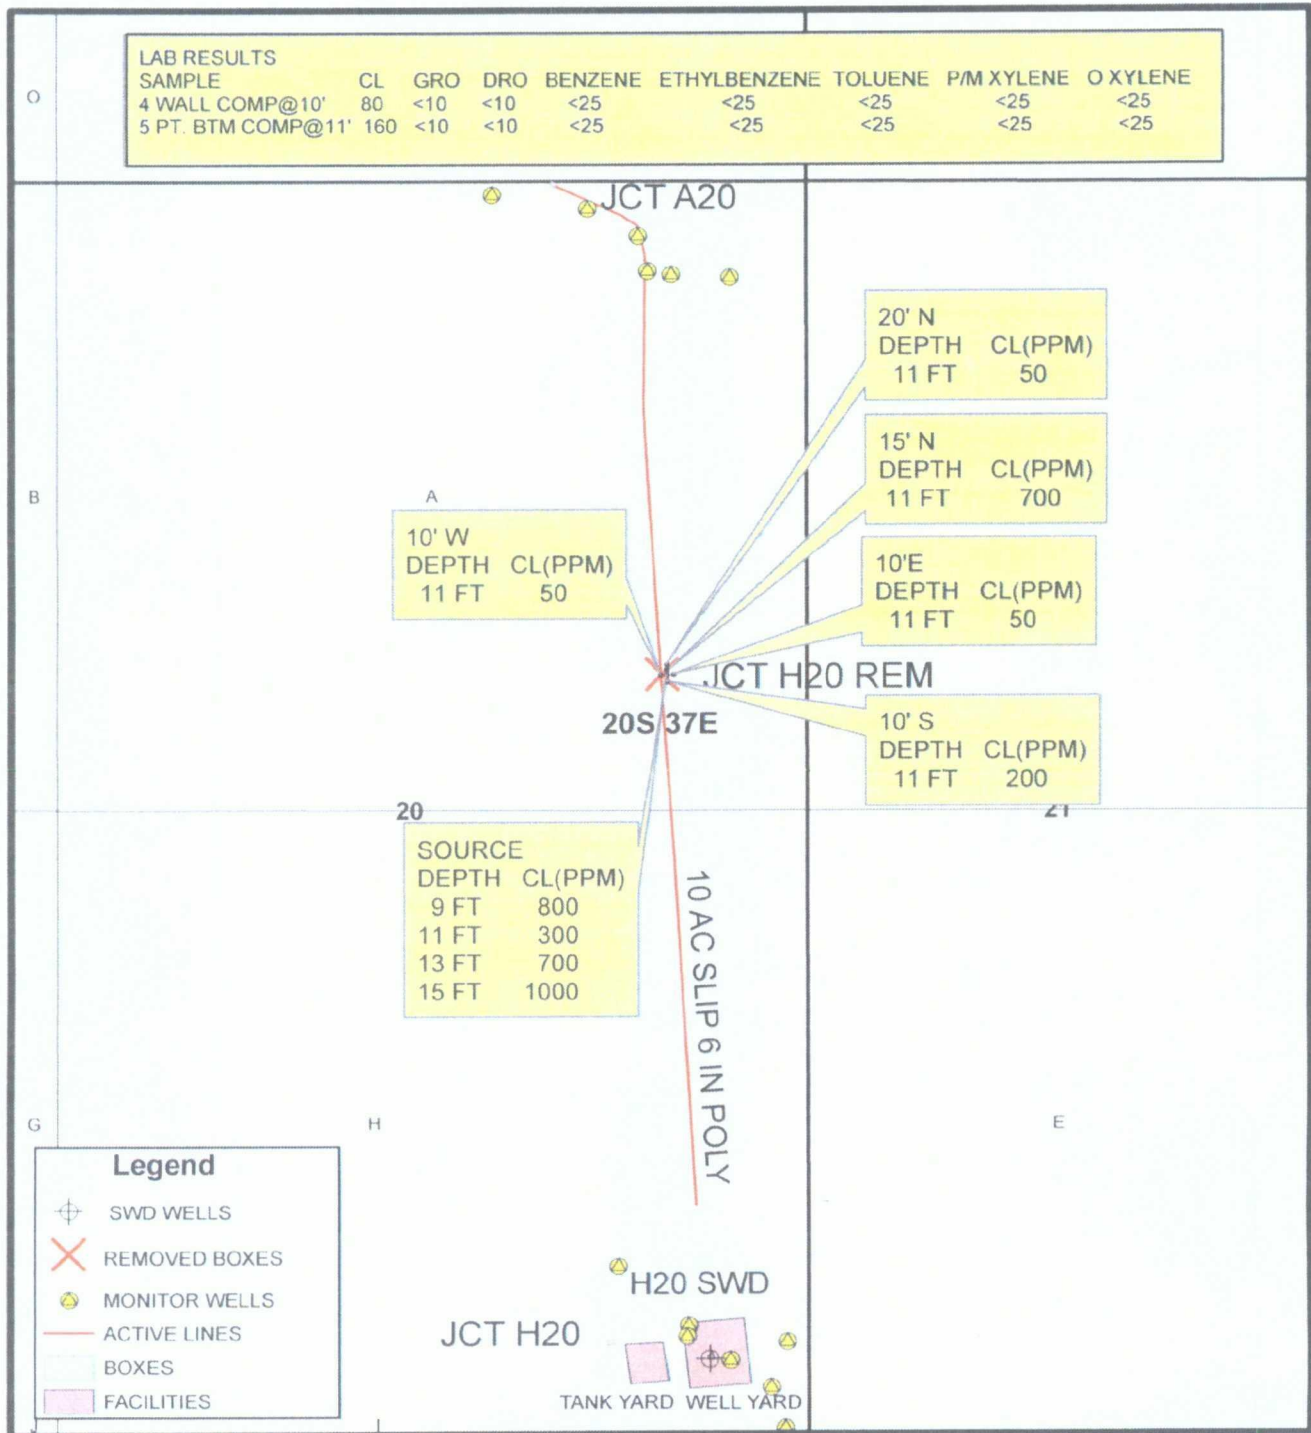 LAB RESULTS
SAMPLE CL GRO DRO BENZENE ETHYLBENZENE TOLUENE P/M XYLENE O XYLENE
4 WALL COMP@10' 80 <10 <10 <25 <25 <25 <25 <25
5 PT. BTM COMP@11' 160 <10 <10 <25 <25 <25 <25 <25
O
JCT A20
20' N
DEPTH CL(PPM)
11 FT 50
15' N
DEPTH CL(PPM)
11 FT 700
B
A
10' W
DEPTH CL(PPM)
11 FT 50
10'E
DEPTH CL(PPM)
11 FT 50
JCT H20 REM
20S 37E
10' S
DEPTH CL(PPM)
11 FT 200
20
21
SOURCE
DEPTH CL(PPM)
9 FT 800
11 FT 300
13 FT 700
15 FT 1000
10 AC SLIP 6 IN POLY
G
H
E
Legend
SWD WELLS
REMOVED BOXES
MONITOR WELLS
ACTIVE LINES
BOXES
FACILITIES
H20 SWD
JCT H20
TANK YARD WELL YARD